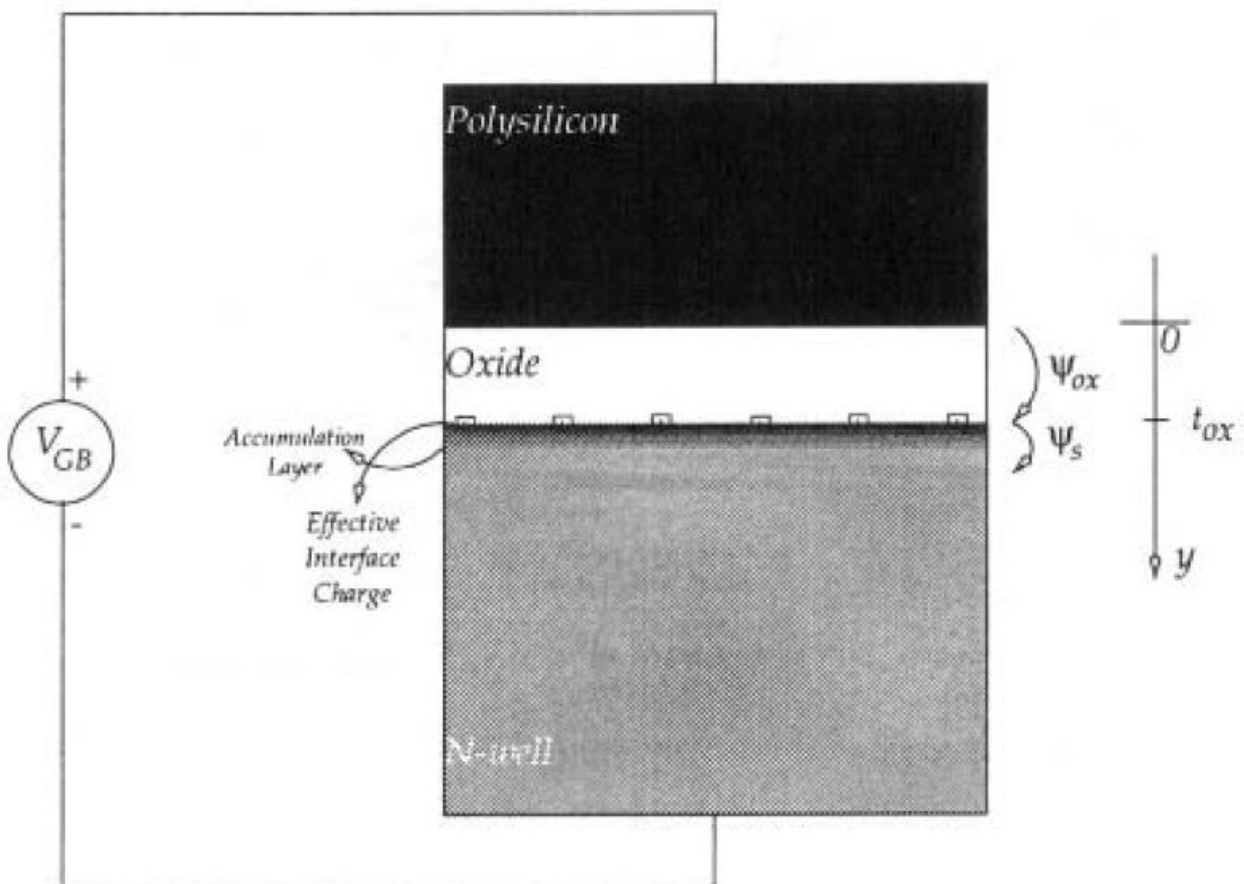 Polysilicon
Oxide
+
V_GB
-
Accumulation
Layer
Effective
Interface
Charge
N-well
Ψ_ox
Ψ_s
0
t_ox
y